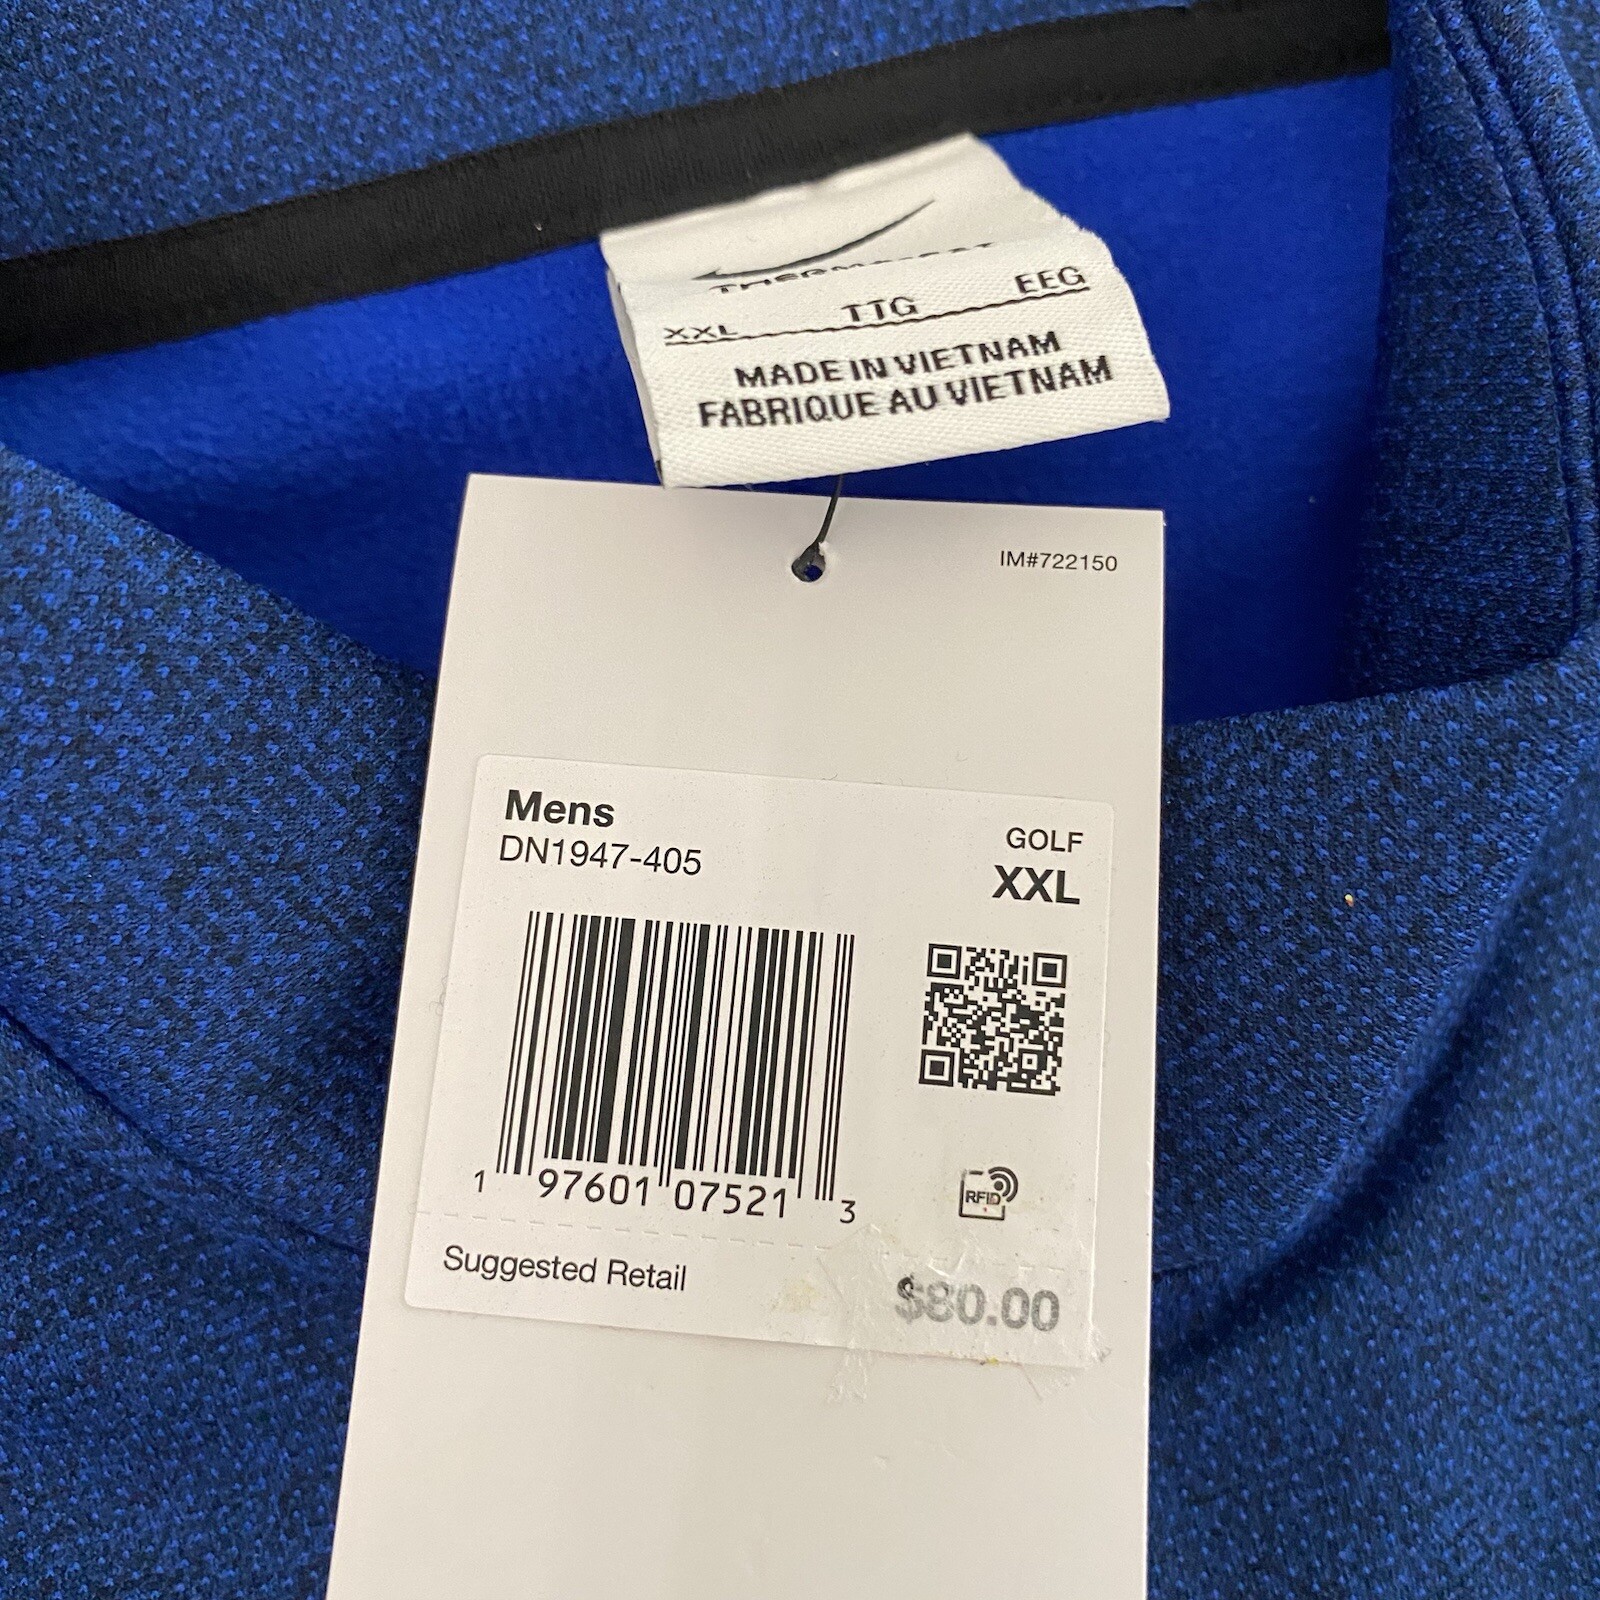 XXL TTG EEG
MADE IN VIETNAM
FABRIQUE AU VIETNAM
IM#722150
Mens
DN1947-405
GOLF
XXL
1 97601 07521 3
RFID
Suggested Retail
$80.00